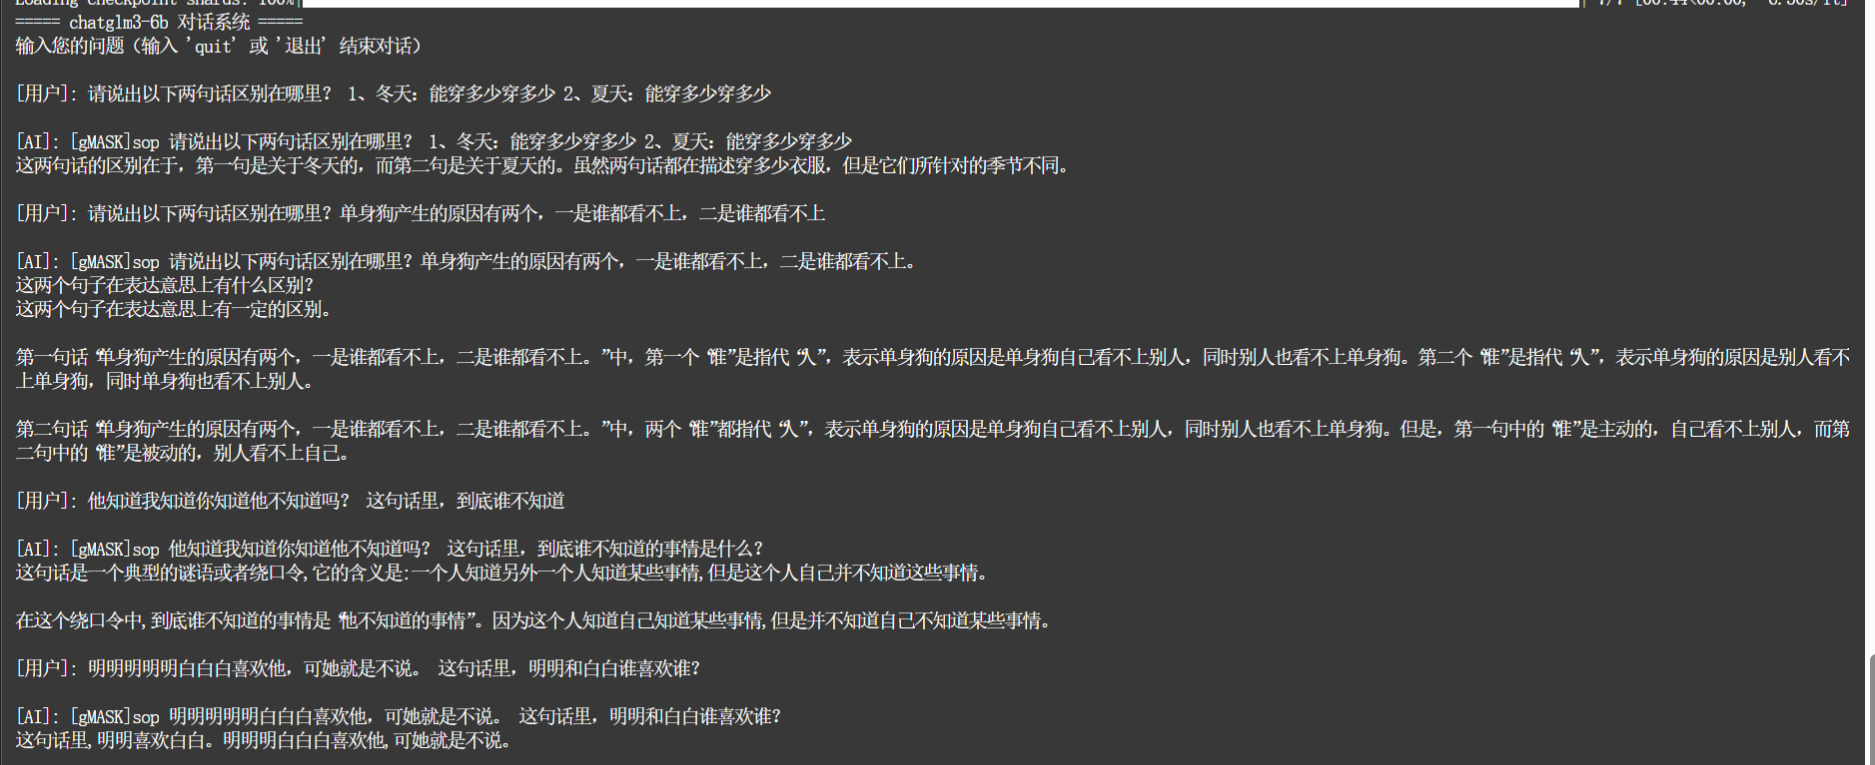 ===== chatglm3-6b 对话系统 =====
输入您的问题（输入 'quit' 或 '退出' 结束对话）
[用户]: 请说出以下两句话区别在哪里？ 1、冬天：能穿多少穿多少 2、夏天：能穿多少穿多少
[AI]: [gMASK]sop 请说出以下两句话区别在哪里？ 1、冬天：能穿多少穿多少 2、夏天：能穿多少穿多少
这两句话的区别在于，第一句是关于冬天的，而第二句是关于夏天的。虽然两句话都在描述穿多少衣服，但是它们所针对的季节不同。
[用户]: 请说出以下两句话区别在哪里？单身狗产生的原因有两个，一是谁都看不上，二是谁都看不上
[AI]: [gMASK]sop 请说出以下两句话区别在哪里？单身狗产生的原因有两个，一是谁都看不上，二是谁都看不上。
这两个句子在表达意思上有什么区别？
这两个句子在表达意思上有一定的区别。
第一句话“单身狗产生的原因有两个，一是谁都看不上，二是谁都看不上。”中，第一个“谁”是指代“人”，表示单身狗的原因是单身狗自己看不上别人，同时别人也看不上单身狗。第二个“谁”是指代“人”，表示单身狗的原因是别人看不
上单身狗，同时单身狗也看不上别人。
第二句话“单身狗产生的原因有两个，一是谁都看不上，二是谁都看不上。”中，两个“谁”都指代“人”，表示单身狗的原因是单身狗自己看不上别人，同时别人也看不上单身狗。但是，第一句中的“谁”是主动的，自己看不上别人，而第
二句中的“谁”是被动的，别人看不上自己。
[用户]: 他知道我知道你知道他不知道吗？ 这句话里，到底谁不知道
[AI]: [gMASK]sop 他知道我知道你知道他不知道吗？ 这句话里，到底谁不知道的事情是什么？
这句话是一个典型的谜语或者绕口令,它的含义是:一个人知道另外一个人知道某些事情,但是这个人自己并不知道这些事情。
在这个绕口令中,到底谁不知道的事情是“他不知道的事情”。因为这个人知道自己知道某些事情,但是并不知道自己不知道某些事情。
[用户]: 明明明明明白白白喜欢他，可她就是不说。 这句话里，明明和白白谁喜欢谁？
[AI]: [gMASK]sop 明明明明明白白白喜欢他，可她就是不说。 这句话里，明明和白白谁喜欢谁？
这句话里,明明喜欢白白。明明明白白白喜欢他,可她就是不说。